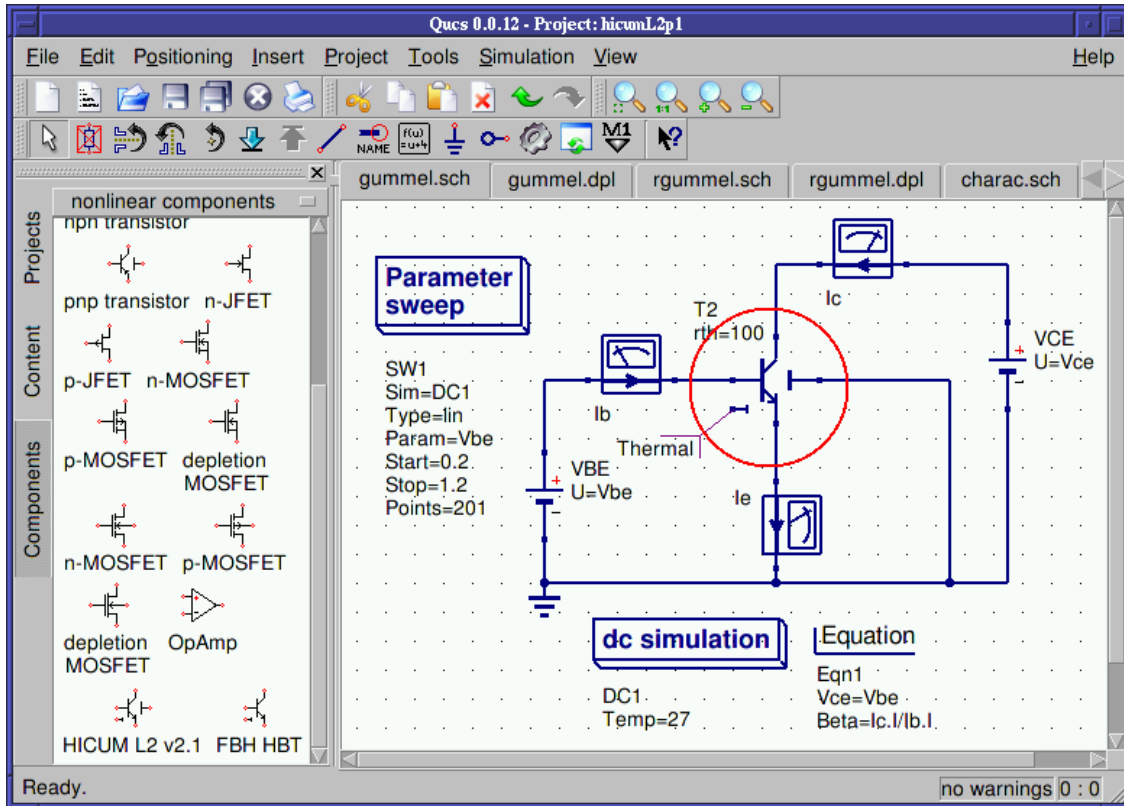 Qucs 0.0.12 - Project: hicumL2p1
File Edit Positioning Insert Project Tools Simulation View Help
1:1
NAME
f(u)
=u+4
M1
?
gummel.sch gummel.dpl rgummel.sch rgummel.dpl charac.sch
Projects
Content
Components
nonlinear components
npn transistor
pnp transistor n-JFET
p-JFET n-MOSFET
p-MOSFET depletion
MOSFET
n-MOSFET p-MOSFET
depletion OpAmp
MOSFET
HICUM L2 v2.1 FBH HBT
Parameter
sweep
SW1
Sim=DC1
Type=lin
Param=Vbe
Start=0.2
Stop=1.2
Points=201
T2
rth=100
Ic
VCE
U=Vce
Ib
Thermal
VBE
U=Vbe
Ie
dc simulation
DC1
Temp=27
Equation
Eqn1
Vce=Vbe
Beta=Ic.I/Ib.I
Ready.
no warnings 0 : 0